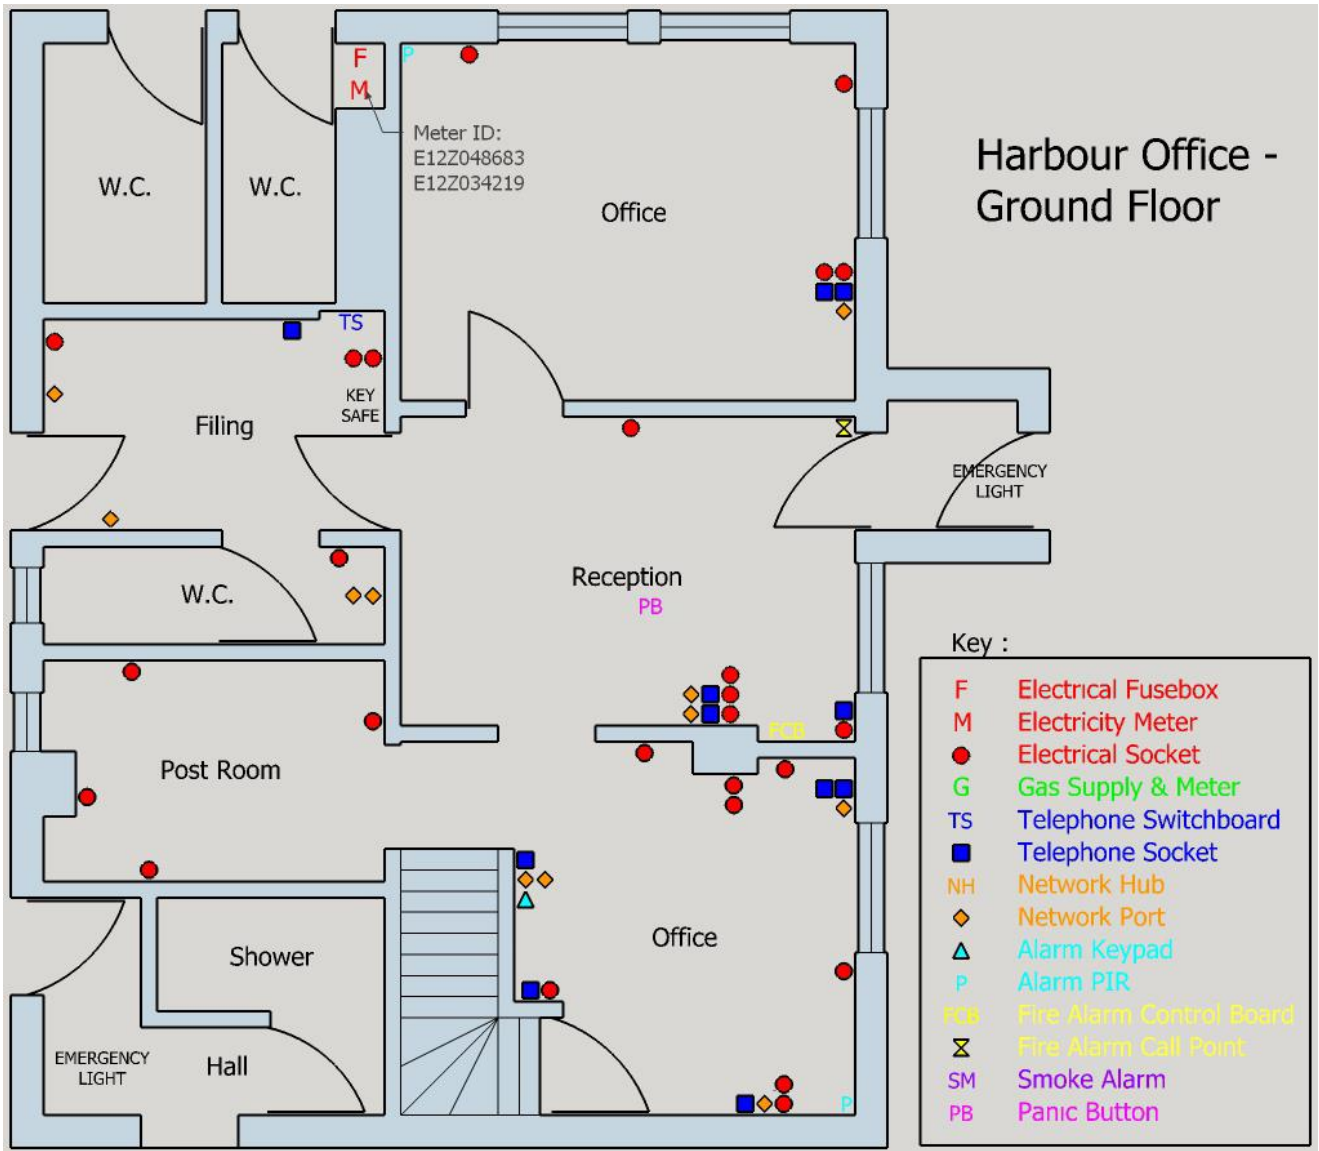 F
P
M
Meter ID:
E12Z048683
E12Z034219
Harbour Office -
Ground Floor
W.C.
W.C.
Office
TS
KEY
SAFE
Filing
EMERGENCY
LIGHT
Reception
PB
W.C.
Key :
F Electrical Fusebox
M Electricity Meter
Electrical Socket
G Gas Supply & Meter
TS Telephone Switchboard
Telephone Socket
NH Network Hub
Network Port
Alarm Keypad
P Alarm PIR
FCB Fire Alarm Control Board
Fire Alarm Call Point
SM Smoke Alarm
PB Panic Button
FCB
Post Room
Office
Shower
EMERGENCY
LIGHT
Hall
P